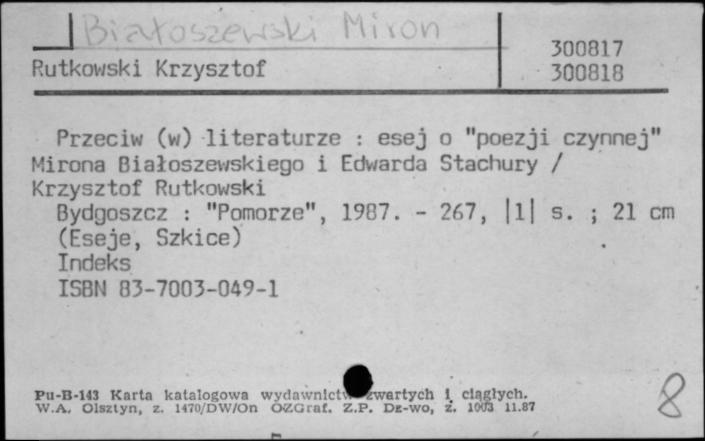 Białoszewski Miron
300817
Rutkowski Krzysztof
300818
Przeciw (w) literaturze : esej o "poezji czynnej"
Mirona Białoszewskiego i Edwarda Stachury /
Krzysztof Rutkowski
Bydgoszcz : "Pomorze", 1987. - 267, |1| s. ; 21 cm
(Eseje, Szkice)
Indeks
ISBN 83-7003-049-1
Pu-B-143 Karta katalogowa wydawnictw zwartych i ciągłych.
W.A. Olsztyn, z. 1470/DW/On OZGraf. Z.P. Dz-wo, z. 1003 11.87
8